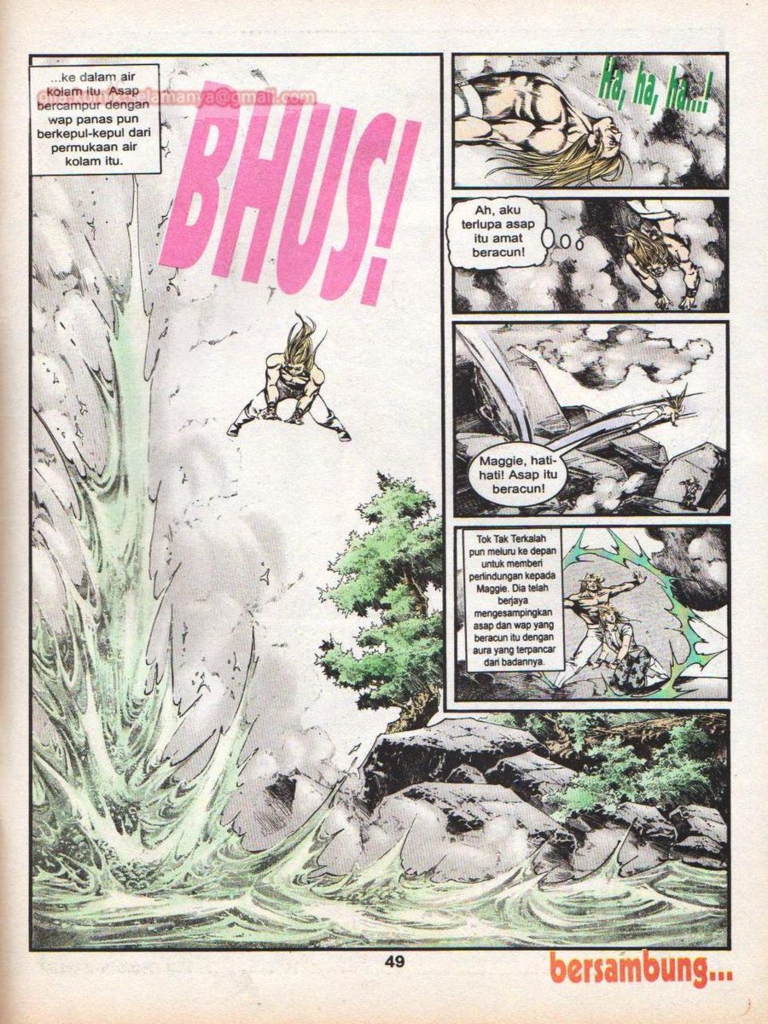 ...ke dalam air
kolam itu. Asap
bercampur dengan
wap panas pun
berkepul-kepul dari
permukaan air
kolam itu.
BHUS!
Ha, ha, ha...!
Ah, aku
terlupa asap
itu amat
beracun!
Maggie, hati-
hati! Asap itu
beracun!
Tok Tak Terkalah
pun meluru ke depan
untuk memberi
perlindungan kepada
Maggie. Dia telah
berjaya
mengesampingkan
asap dan wap yang
beracun itu dengan
aura yang terpancar
dari badannya.
49
bersambung...